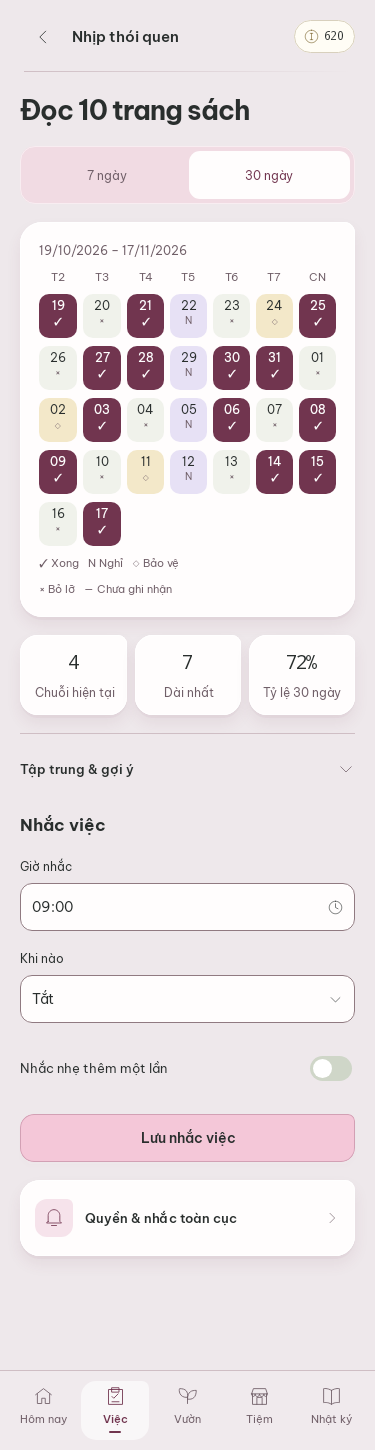 Nhịp thói quen
620
Đọc 10 trang sách
7 ngày 30 ngày
19/10/2026 – 17/11/2026
T2 T3 T4 T5 T6 T7 CN
19 20 21 22 23 24 25
✓ × ✓ N × ◇ ✓
26 27 28 29 30 31 01
× ✓ ✓ N ✓ ✓ ×
02 03 04 05 06 07 08
◇ ✓ × N ✓ × ✓
09 10 11 12 13 14 15
✓ × ◇ N × ✓ ✓
16 17
× ✓
✓ Xong N Nghỉ ◇ Bảo vệ
× Bỏ lỡ — Chưa ghi nhận
4 7 72%
Chuỗi hiện tại Dài nhất Tỷ lệ 30 ngày
Tập trung & gợi ý
Nhắc việc
Giờ nhắc
09:00
Khi nào
Tắt
Nhắc nhẹ thêm một lần
Lưu nhắc việc
Quyền & nhắc toàn cục
Hôm nay Việc Vườn Tiệm Nhật ký